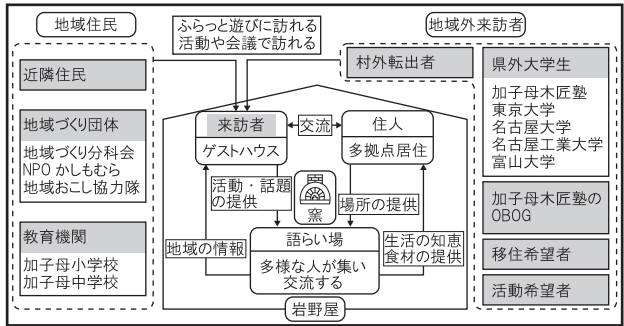 地域住民
ふらっと遊びに訪れる
活動や会議で訪れる
地域外来訪者
近隣住民
地域づくり団体
地域づくり分科会
NPO かしもむら
地域おこし協力隊
教育機関
加子母小学校
加子母中学校
村外転出者
県外大学生
加子母木匠塾
東京大学
名古屋大学
名古屋工業大学
富山大学
加子母木匠塾の
OBOG
移住希望者
活動希望者
来訪者
ゲストハウス
交流
住人
多拠点居住
活動・話題
の提供
窯
場所の提供
地域の情報
語らい場
多様な人が集い
交流する
生活の知恵
食材の提供
岩野屋